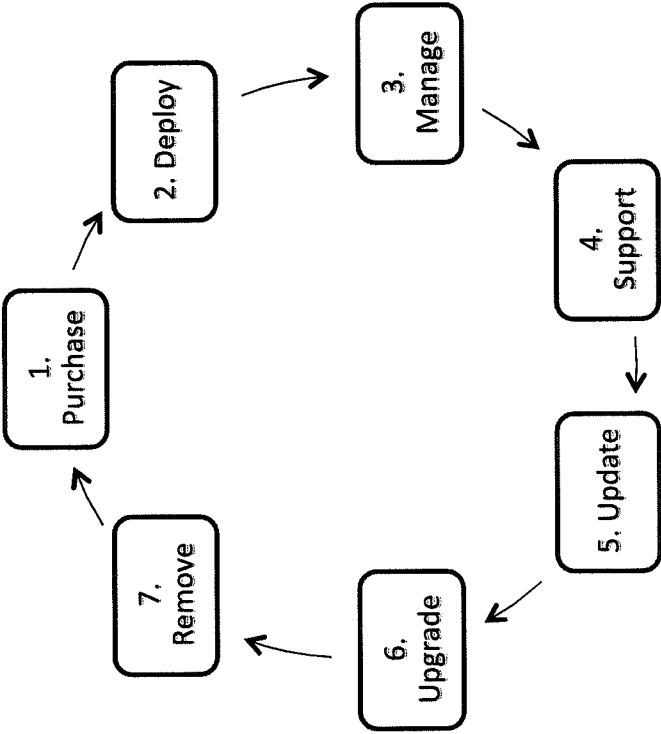 1.
Purchase
2. Deploy
3.
Manage
4.
Support
5. Update
6.
Upgrade
7.
Remove